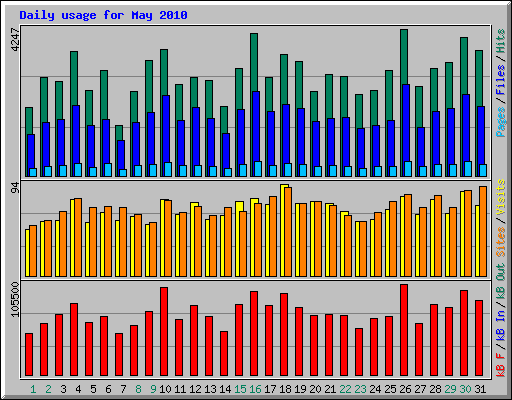 Daily usage for May 2010
4247
Pages / Files / Hits
94
Sites / Visits
105500
kB F / kB In / kB Out
1 2 3 4 5 6 7 8 9 10 11 12 13 14 15 16 17 18 19 20 21 22 23 24 25 26 27 28 29 30 31